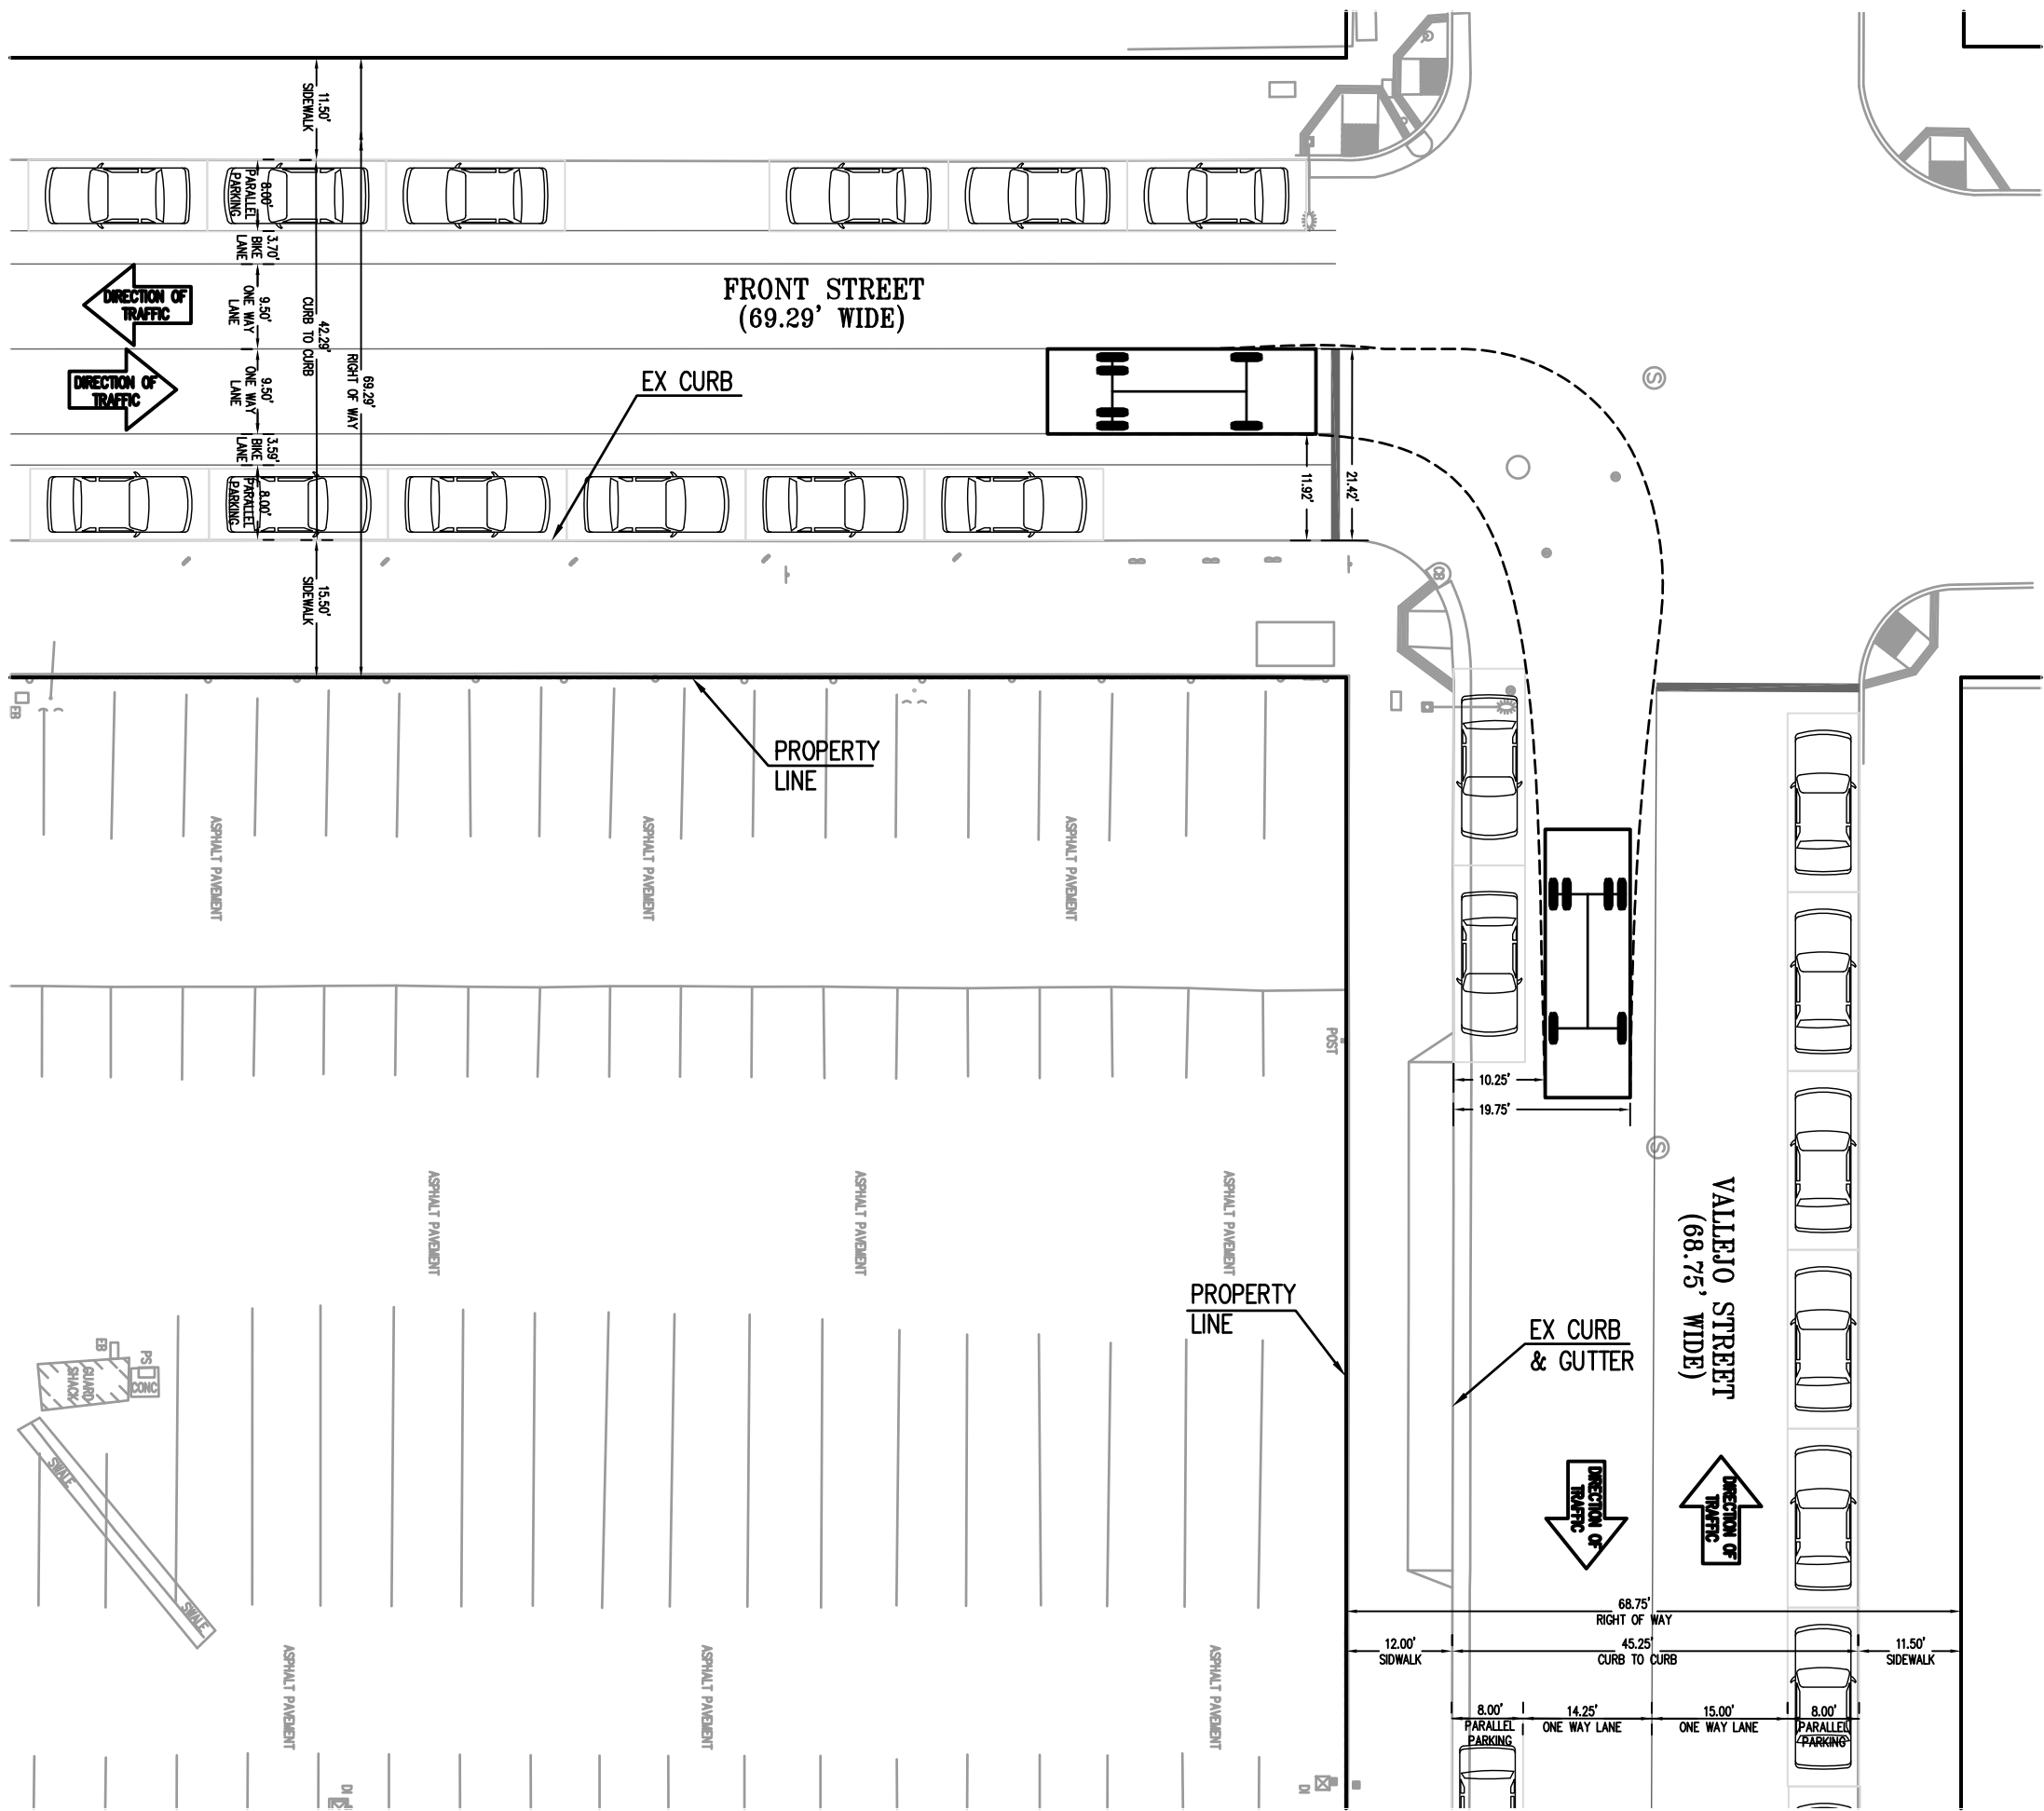 11.50'
SIDEWALK
8.00'
PARALLEL
PARKING
3.70'
BIKE
LANE
9.50'
ONE WAY
LANE
42.29'
CURB TO CURB
69.29'
RIGHT OF WAY
9.50'
ONE WAY
LANE
3.59'
BIKE
LANE
8.00'
PARALLEL
PARKING
15.50'
SIDEWALK
DIRECTION OF
TRAFFIC
DIRECTION OF
TRAFFIC
FRONT STREET
(69.29' WIDE)
EX CURB
21.42'
11.92'
S
CB
EB
PROPERTY
LINE
ASPHALT PAVEMENT
ASPHALT PAVEMENT
ASPHALT PAVEMENT
POST
10.25'
19.75'
S
ASPHALT PAVEMENT
ASPHALT PAVEMENT
ASPHALT PAVEMENT
VALLEJO STREET
(68.75' WIDE)
PROPERTY
LINE
EX CURB
& GUTTER
EB
PS
CONC
GUARD
SHACK
SWALE
SWALE
DIRECTION OF
TRAFFIC
DIRECTION OF
TRAFFIC
68.75'
RIGHT OF WAY
12.00'
SIDWALK
45.25'
CURB TO CURB
11.50'
SIDEWALK
ASPHALT PAVEMENT
ASPHALT PAVEMENT
ASPHALT PAVEMENT
8.00'
PARALLEL
PARKING
14.25'
ONE WAY LANE
15.00'
ONE WAY LANE
8.00'
PARALLEL
PARKING
DI
DI